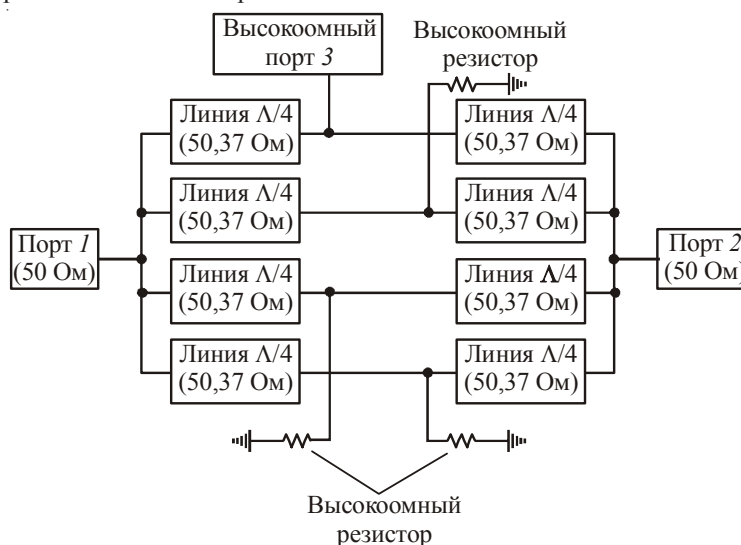 Высокоомный
порт 3
Высокоомный
резистор
Линия Λ/4
(50,37 Ом)
Линия Λ/4
(50,37 Ом)
Линия Λ/4
(50,37 Ом)
Линия Λ/4
(50,37 Ом)
Порт 1
(50 Ом)
Порт 2
(50 Ом)
Линия Λ/4
(50,37 Ом)
Линия Λ/4
(50,37 Ом)
Линия Λ/4
(50,37 Ом)
Линия Λ/4
(50,37 Ом)
Высокоомный
резистор